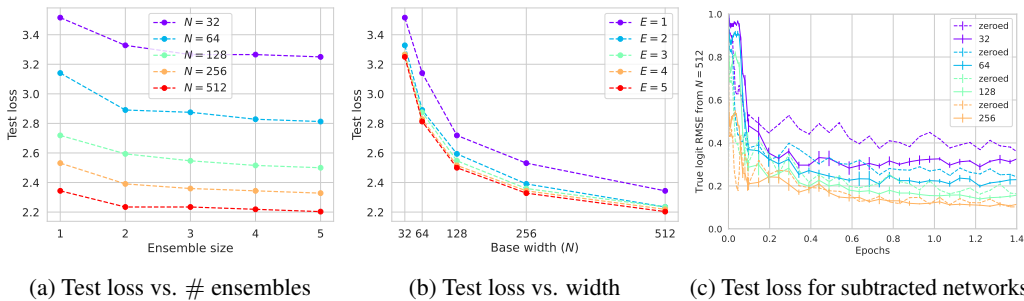 3.4
3.2
3.0
2.8
2.6
2.4
2.2
Test loss
1 2 3 4 5
Ensemble size
N = 32
N = 64
N = 128
N = 256
N = 512
(a) Test loss vs. # ensembles
3.4
3.2
3.0
2.8
2.6
2.4
2.2
Test loss
32 64 128 256 512
Base width (N)
E = 1
E = 2
E = 3
E = 4
E = 5
(b) Test loss vs. width
1.0
0.8
0.6
0.4
0.2
0.0
True logit RMSE from N = 512
0.0 0.2 0.4 0.6 0.8 1.0 1.2 1.4
Epochs
zeroed
32
zeroed
64
zeroed
128
zeroed
256
(c) Test loss for subtracted networks